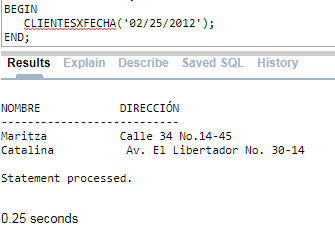 BEGIN
CLIENTESXFECHA('02/25/2012');
END;
Results Explain Describe Saved SQL History
NOMBRE DIRECCIÓN
---------------------------
Maritza Calle 34 No.14-45
Catalina Av. El Libertador No. 30-14
Statement processed.
0.25 seconds